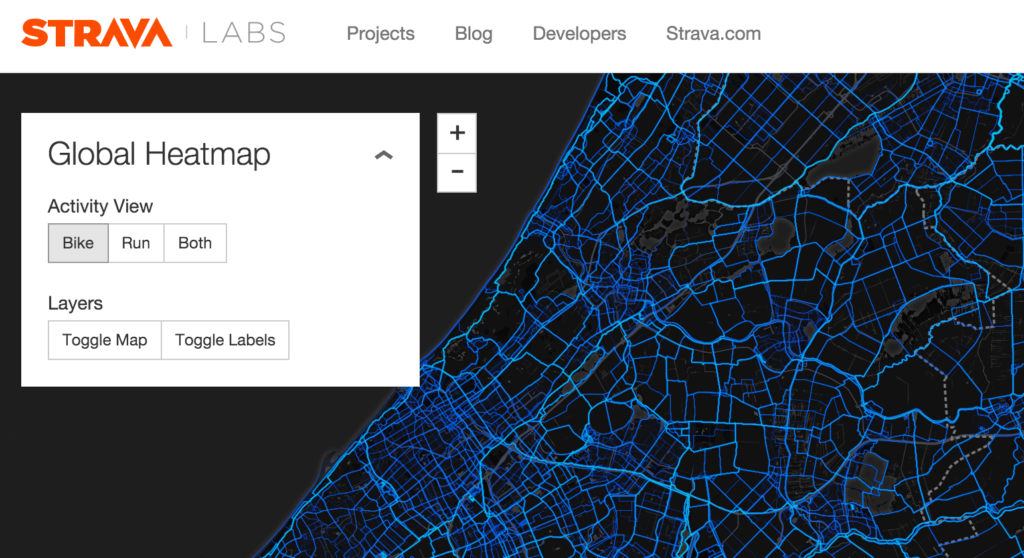 STRAVA LABS Projects Blog Developers Strava.com
Global Heatmap
+
−
Activity View
Bike Run Both
Layers
Toggle Map Toggle Labels